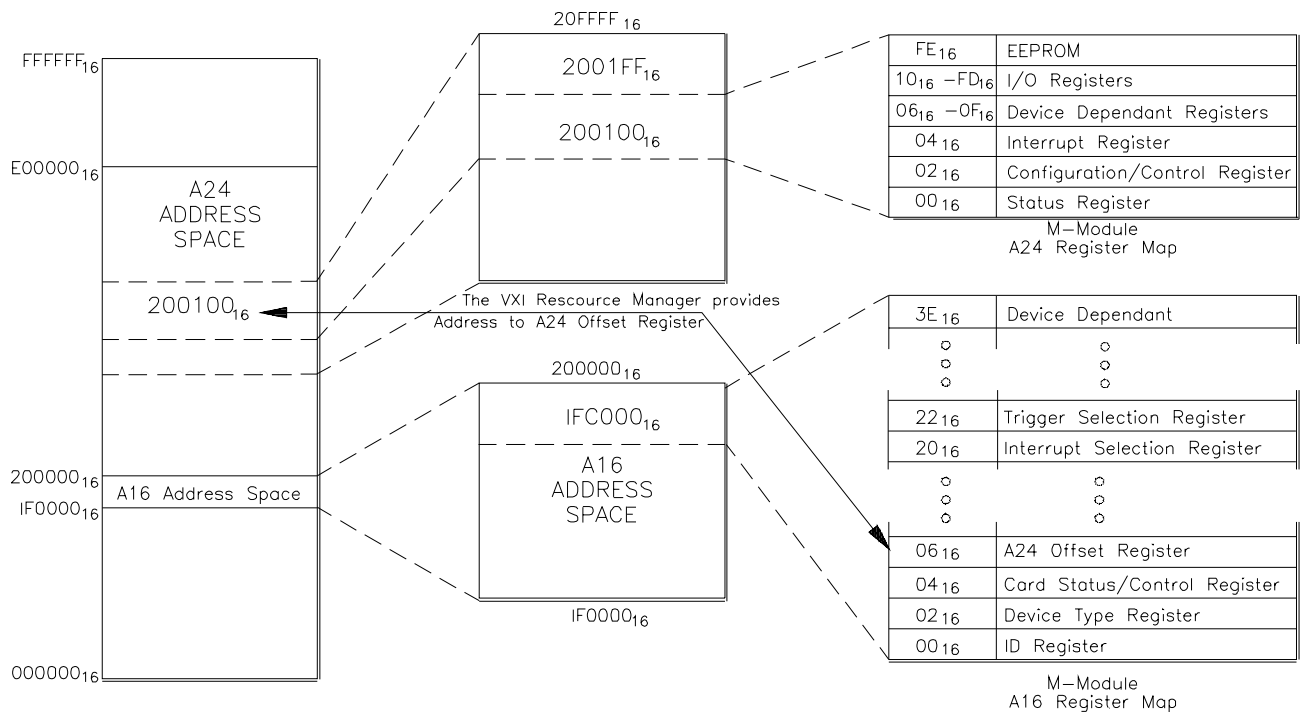 FFFFFF16
E0000016
A24
ADDRESS
SPACE
20010016
20000016
A16 Address Space
IF000016
00000016
20FFFF16
2001FF16
20010016
The VXI Rescource Manager provides
Address to A24 Offset Register
20000016
IFC00016
A16
ADDRESS
SPACE
IF000016
FE16 EEPROM
1016 –FD16 I/O Registers
0616 –0F16 Device Dependant Registers
0416 Interrupt Register
0216 Configuration/Control Register
0016 Status Register
M–Module
A24 Register Map
3E16 Device Dependant
2216 Trigger Selection Register
2016 Interrupt Selection Register
0616 A24 Offset Register
0416 Card Status/Control Register
0216 Device Type Register
0016 ID Register
M–Module
A16 Register Map